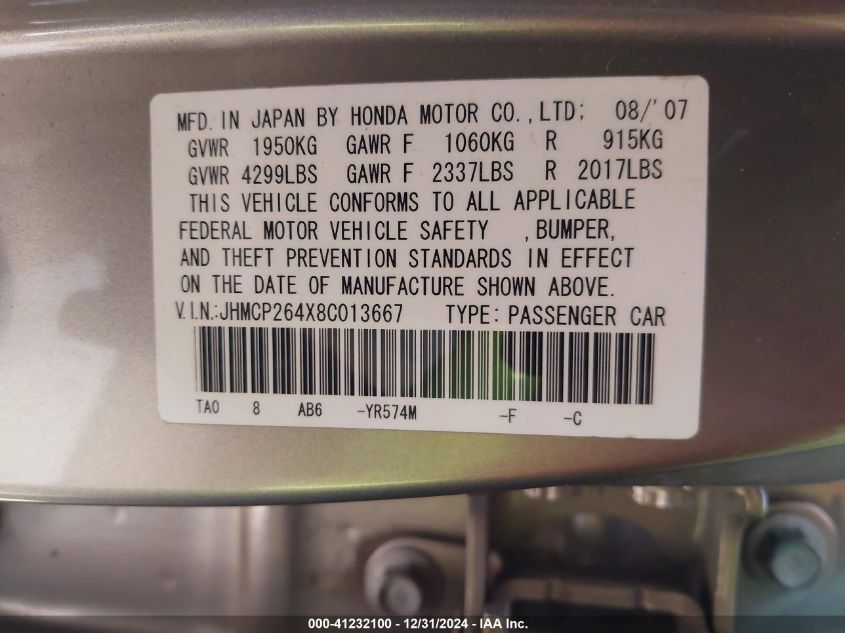 MFD. IN JAPAN BY HONDA MOTOR CO.,LTD; 08/'07
GVWR 1950KG GAWR F 1060KG R 915KG
GVWR 4299LBS GAWR F 2337LBS R 2017LBS
THIS VEHICLE CONFORMS TO ALL APPLICABLE
FEDERAL MOTOR VEHICLE SAFETY ,BUMPER,
AND THEFT PREVENTION STANDARDS IN EFFECT
ON THE DATE OF MANUFACTURE SHOWN ABOVE.
V.I.N.:JHMCP264X8C013667 TYPE: PASSENGER CAR
TA0 8 AB6 -YR574M -F -C
000-41232100 - 12/31/2024 - IAA Inc.